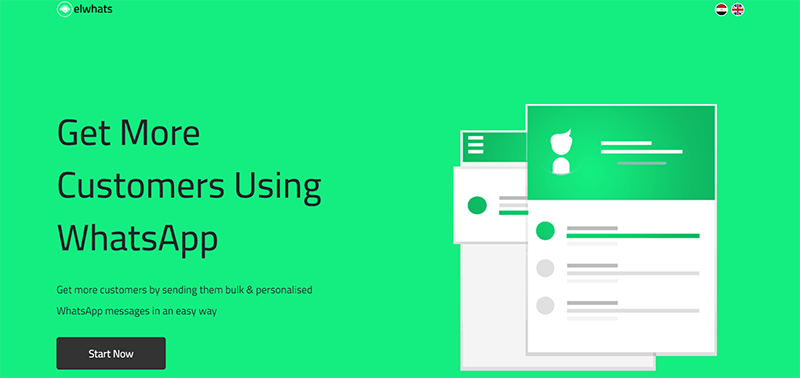 elwhats
Get More
Customers Using
WhatsApp
Get more customers by sending them bulk & personalised
WhatsApp messages in an easy way
Start Now